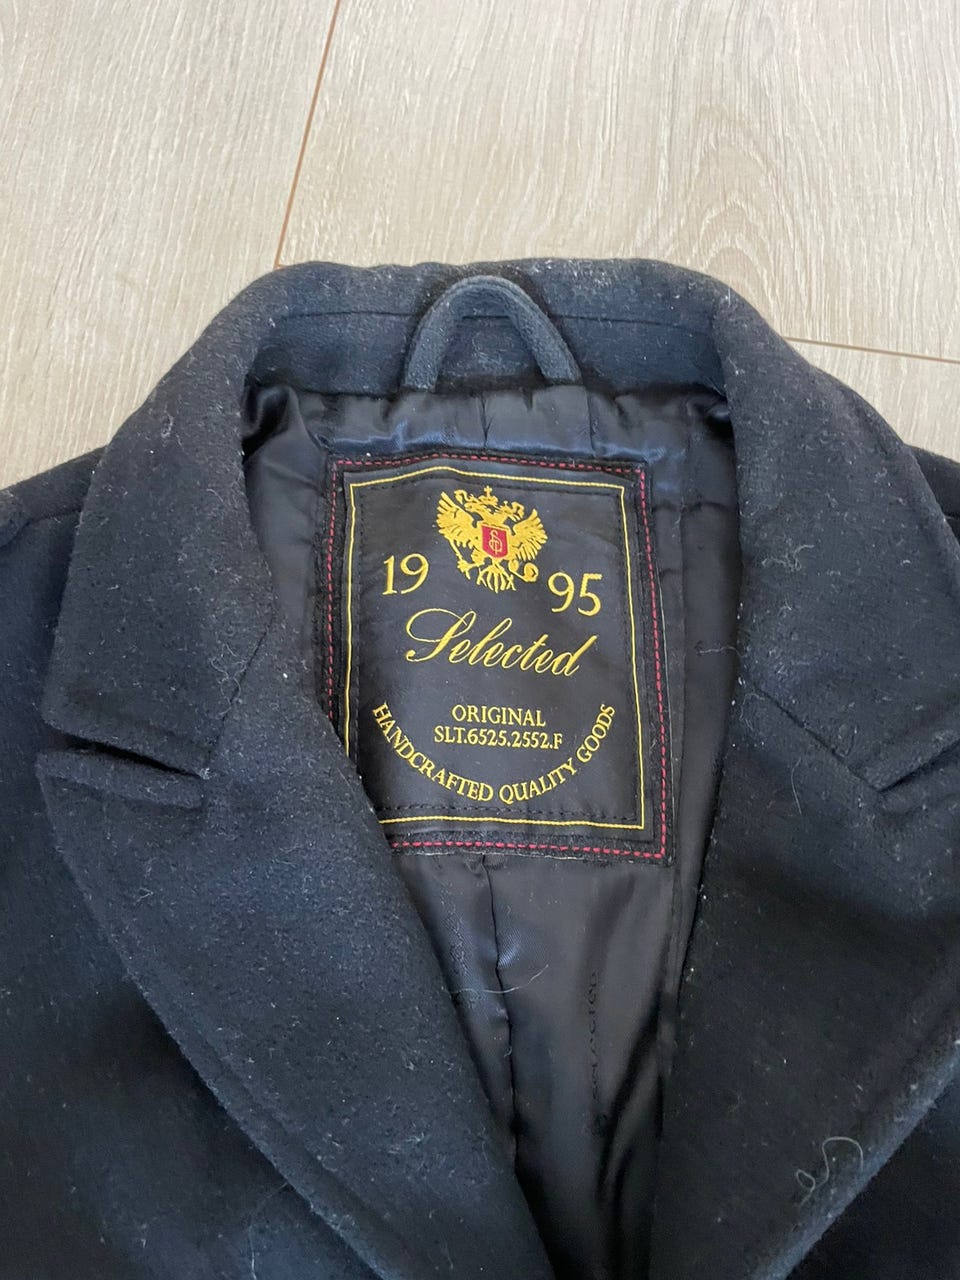 19 95
Selected
ORIGINAL
SLT.6525.2552.F
HANDCRAFTED QUALITY GOODS